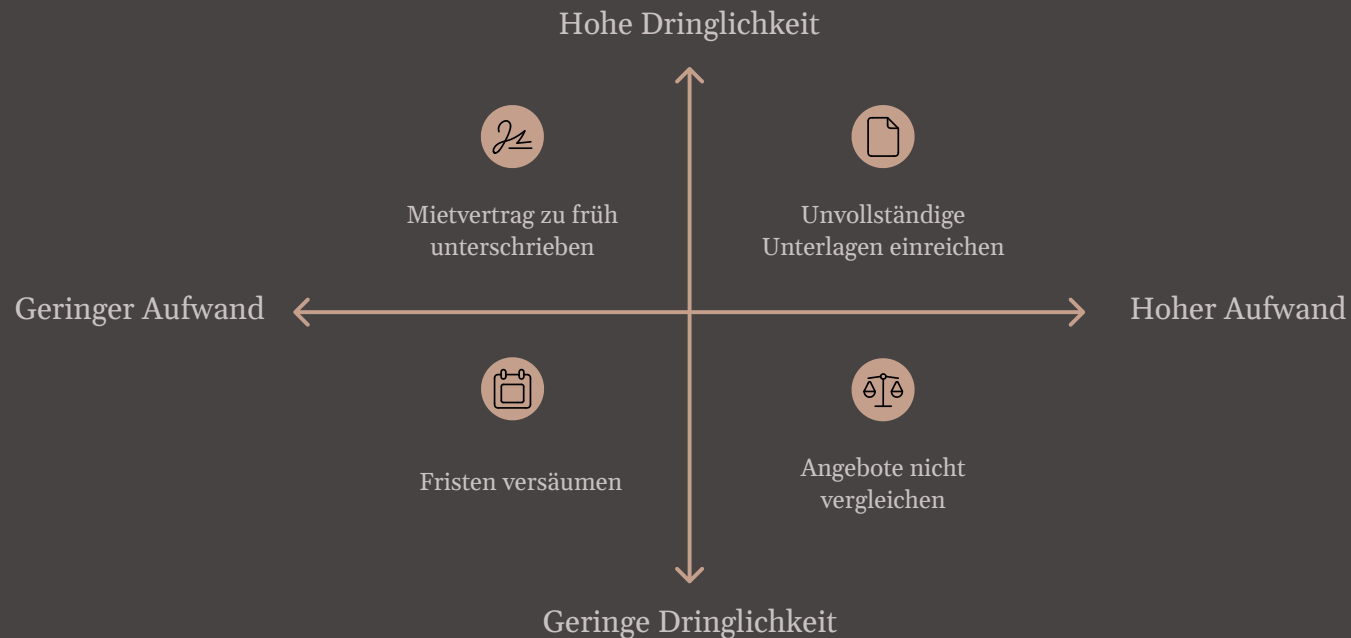 Hohe Dringlichkeit
Mietvertrag zu früh
unterschrieben
Unvollständige
Unterlagen einreichen
Geringer Aufwand
Hoher Aufwand
Fristen versäumen
Angebote nicht
vergleichen
Geringe Dringlichkeit